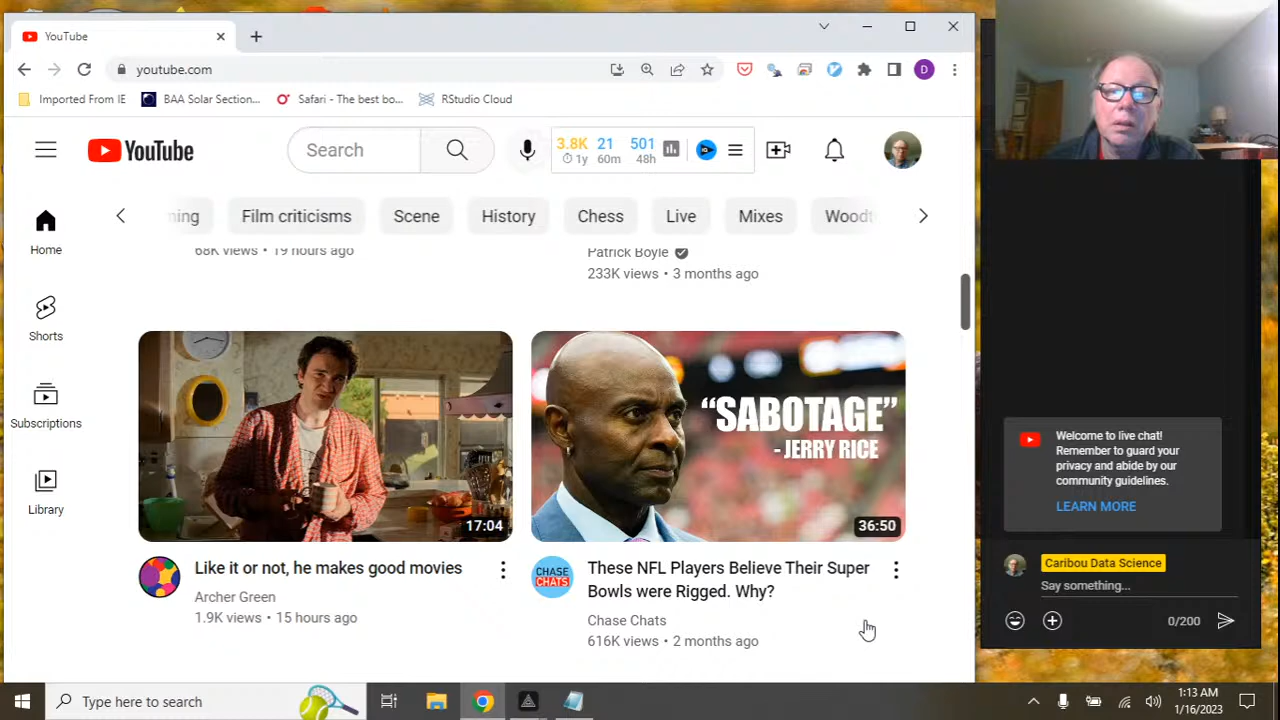 YouTube
youtube.com
Imported From IE
BAA Solar Section...
Safari - The best bo...
RStudio Cloud
YouTube
Search
3.8K 21 501
1y 60m 48h
ning
Film criticisms
Scene
History
Chess
Live
Mixes
Woodt
Home
Shorts
Subscriptions
Library
68K views • 19 hours ago
Patrick Boyle
233K views • 3 months ago
17:04
Like it or not, he makes good movies
Archer Green
1.9K views • 15 hours ago
“SABOTAGE”
- JERRY RICE
36:50
CHASE
CHATS
These NFL Players Believe Their Super
Bowls were Rigged. Why?
Chase Chats
616K views • 2 months ago
Welcome to live chat!
Remember to guard your
privacy and abide by our
community guidelines.
LEARN MORE
Caribou Data Science
Say something...
0/200
Type here to search
1:13 AM
1/16/2023
D